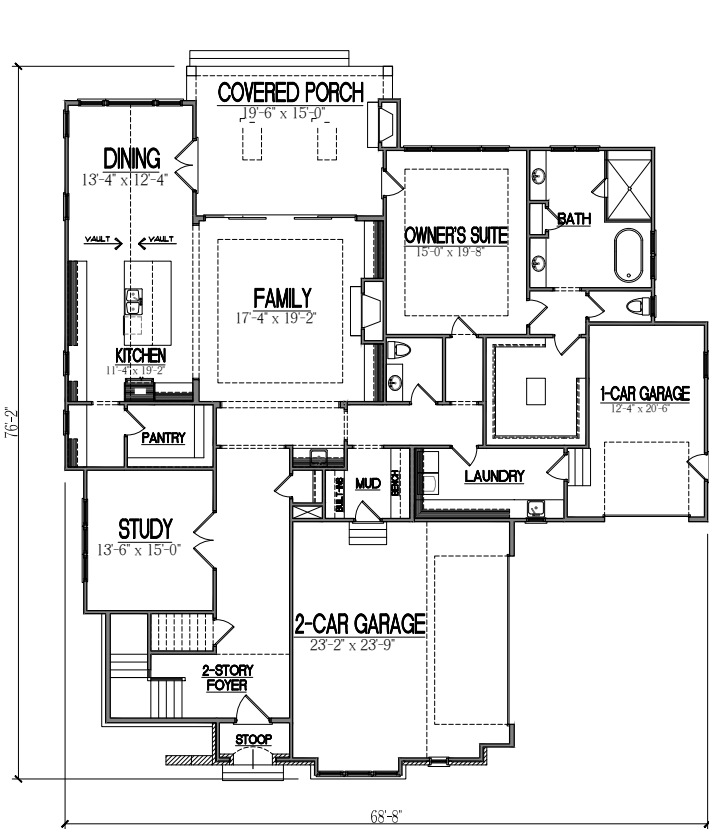 COVERED PORCH
19'-6" x 15'-0"
DINING
13'-4" x 12'-4"
BATH
VAULT
VAULT
OWNER'S SUITE
15'-0" x 19'-8"
FAMILY
17'-4" x 19'-2"
KITCHEN
11'-4" x 19'-2"
1-CAR GARAGE
12'-4" x 20'-6"
76'-2"
PANTRY
LAUNDRY
MUD
BUILT-INS
BENCH
STUDY
13'-6" x 15'-0"
2-CAR GARAGE
23'-2" x 23'-9"
2-STORY
FOYER
STOOP
68'-8"